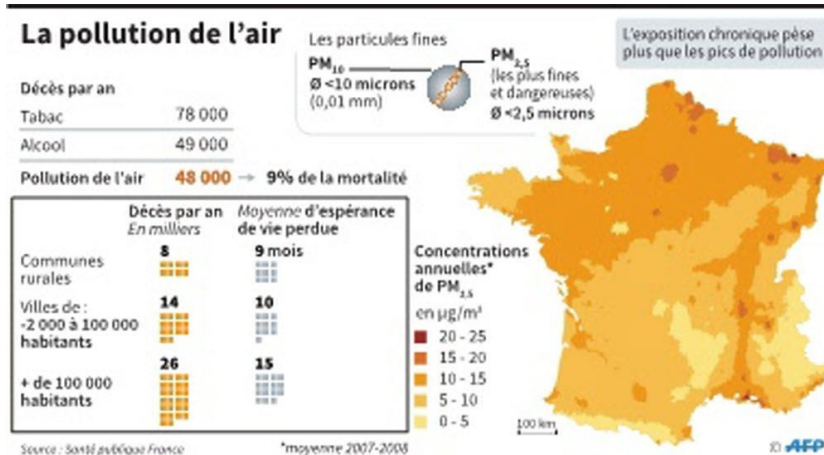 La pollution de l'air
Décès par an
Tabac 78 000
Alcool 49 000
Pollution de l'air 48 000 → 9% de la mortalité
Les particules fines
PM10
Ø <10 microns
(0,01 mm)
PM2,5
(les plus fines
et dangereuses)
Ø <2,5 microns
L'exposition chronique pèse
plus que les pics de pollution
Décès par an
En milliers
Moyenne d'espérance
de vie perdue
Communes
rurales
8
9 mois
Villes de :
-2 000 à 100 000
habitants
14
10
+ de 100 000
habitants
26
15
Concentrations
annuelles*
de PM2,5
en µg/m³
20 - 25
15 - 20
10 - 15
5 - 10
0 - 5
100 km
Source : Santé publique France
*moyenne 2007-2008
© AFP